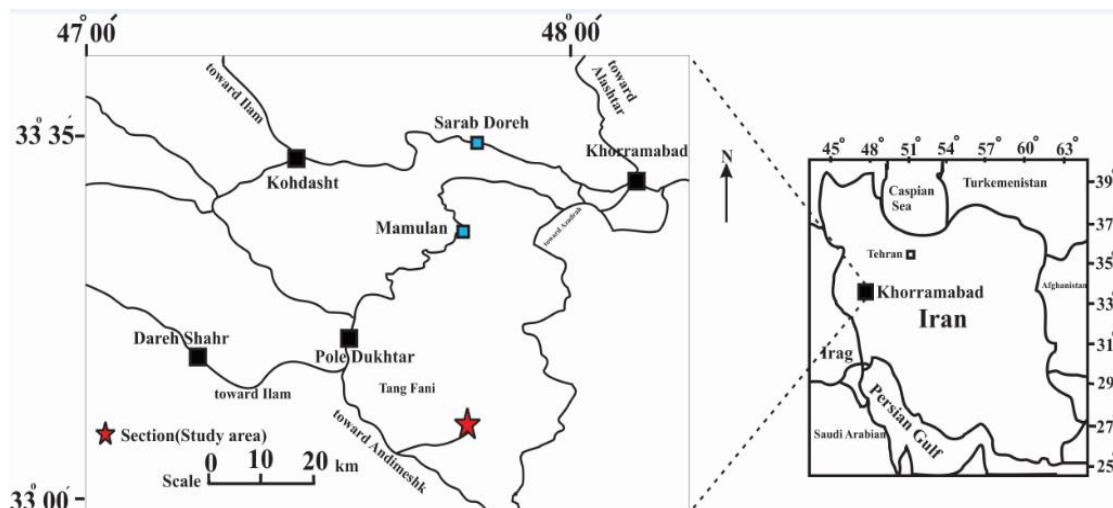 47°00´
48°00´
33°35´
33°00´
toward Ilam
toward
Alashtar
Sarab Doreh
Khorramabad
Kohdasht
Mamulan
toward Azadrah
Dareh Shahr
Pole Dukhtar
toward Ilam
Tang Fani
toward Andimeshk
Section(Study area)
0 10 20 km
Scale
N
45° 48° 51° 54° 57° 60° 63°
39°
37°
35°
33°
31°
29°
27°
25°
Caspian
Sea
Turkemenistan
Tehran
Afghanistan
Khorramabad
Iran
Irag
Persian Gulf
Saudi Arabian